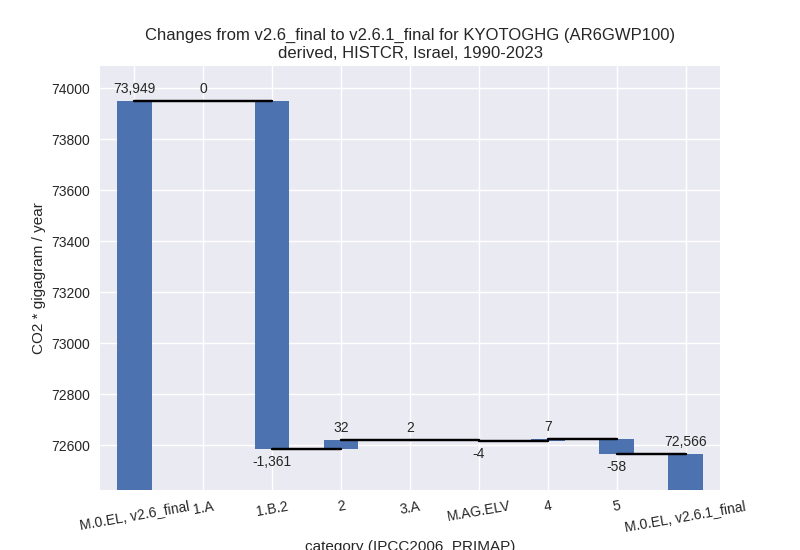 Changes from v2.6_final to v2.6.1_final for KYOTOGHG (AR6GWP100)
derived, HISTCR, Israel, 1990-2023
CO2 * gigagram / year
74000
73800
73600
73400
73200
73000
72800
72600
73,949
0
-1,361
32
2
-4
7
-58
72,566
M.0.EL, v2.6_final
1.A
1.B.2
2
3.A
M.AG.ELV
4
5
M.0.EL, v2.6.1_final
category (IPCC2006_PRIMAP)